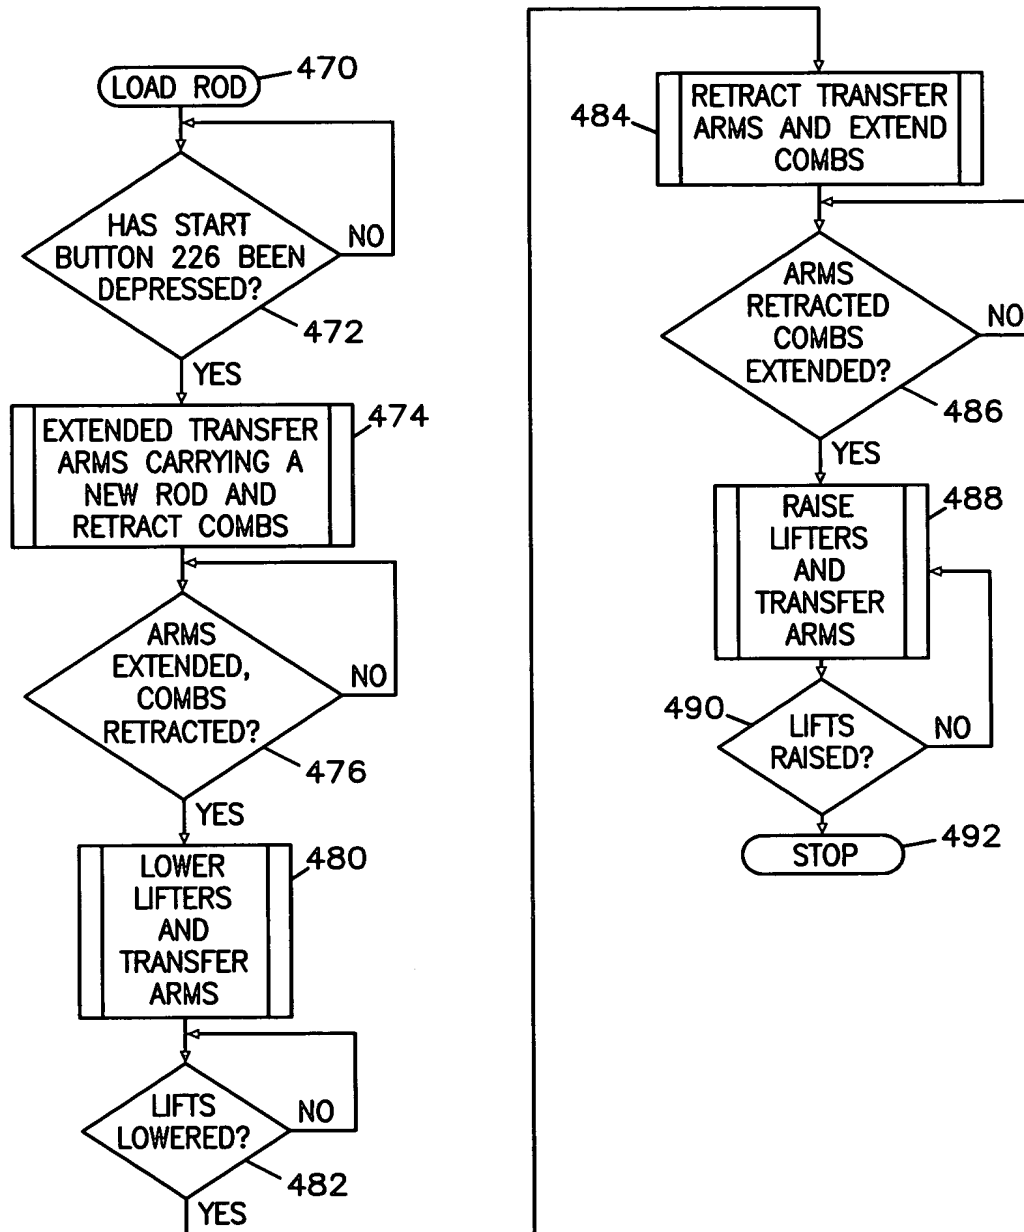 LOAD ROD
470
HAS START
BUTTON 226 BEEN
DEPRESSED?
NO
472
YES
EXTENDED TRANSFER
ARMS CARRYING A
NEW ROD AND
RETRACT COMBS
474
ARMS
EXTENDED,
COMBS
RETRACTED?
NO
476
YES
LOWER
LIFTERS
AND
TRANSFER
ARMS
480
LIFTS
LOWERED?
NO
482
YES
484
RETRACT TRANSFER
ARMS AND EXTEND
COMBS
ARMS
RETRACTED
COMBS
EXTENDED?
NO
486
YES
RAISE
LIFTERS
AND
TRANSFER
ARMS
488
490
LIFTS
RAISED?
NO
STOP
492